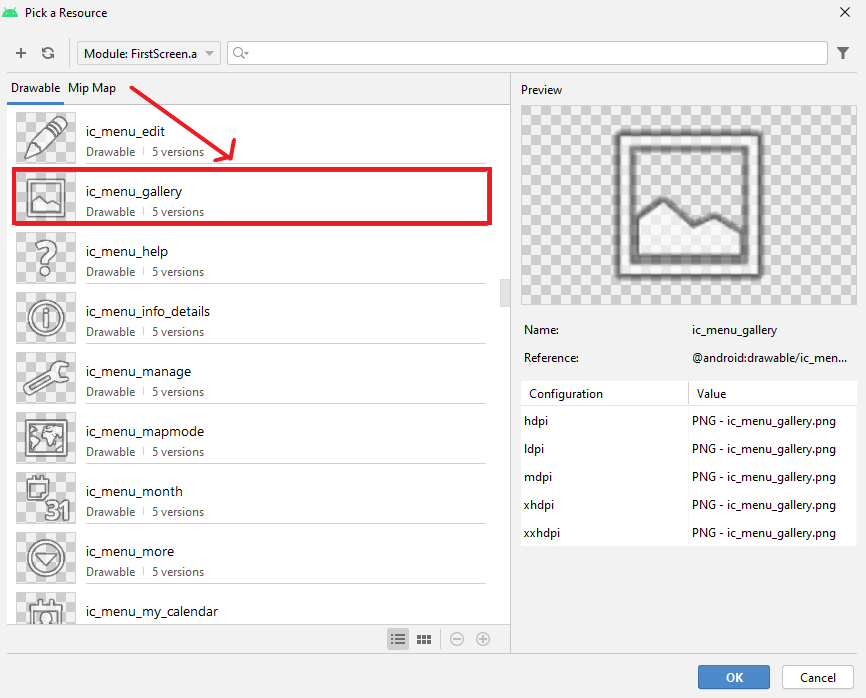 Pick a Resource
Module: FirstScreen.a
Drawable Mip Map
ic_menu_edit
Drawable 5 versions
ic_menu_gallery
Drawable 5 versions
ic_menu_help
Drawable 5 versions
ic_menu_info_details
Drawable 5 versions
ic_menu_manage
Drawable 5 versions
ic_menu_mapmode
Drawable 5 versions
31
ic_menu_month
Drawable 5 versions
ic_menu_more
Drawable 5 versions
ic_menu_my_calendar
Preview
Name: ic_menu_gallery
Reference: @android:drawable/ic_men...
Configuration Value
hdpi PNG - ic_menu_gallery.png
ldpi PNG - ic_menu_gallery.png
mdpi PNG - ic_menu_gallery.png
xhdpi PNG - ic_menu_gallery.png
xxhdpi PNG - ic_menu_gallery.png
OK Cancel